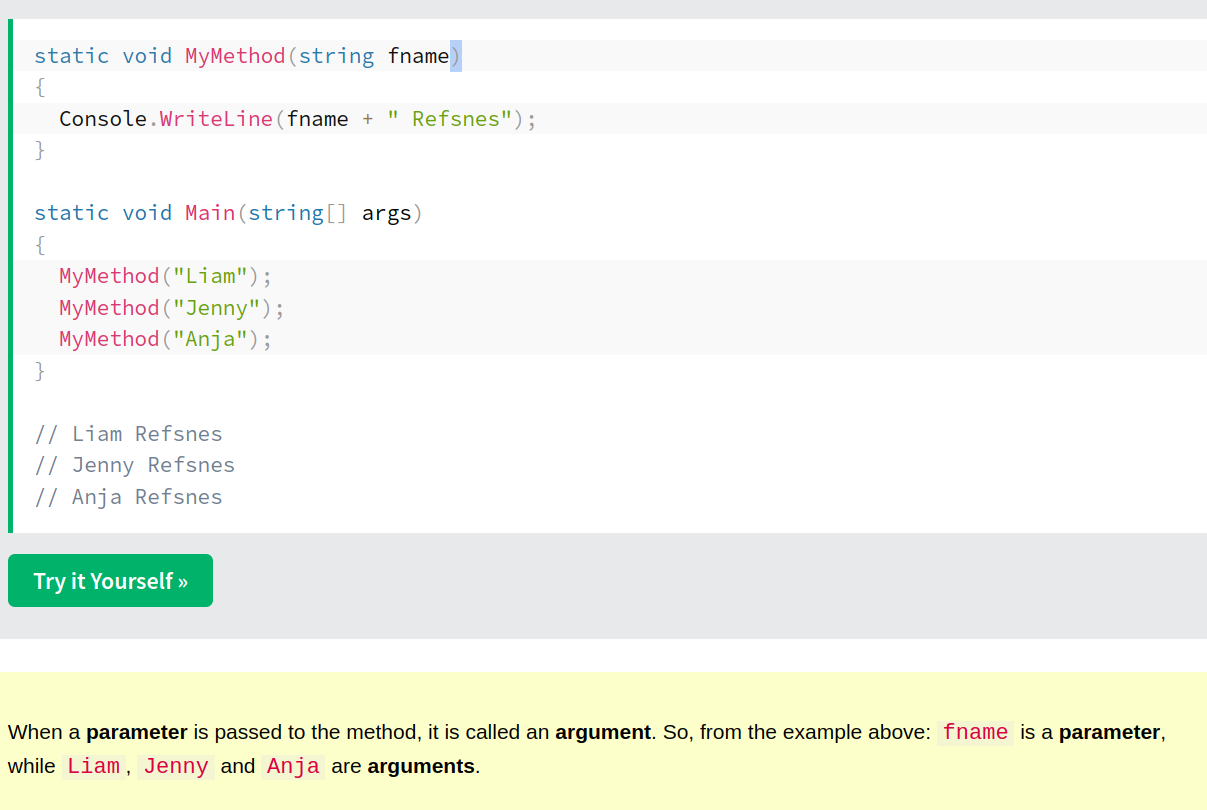 static void MyMethod(string fname)
{
  Console.WriteLine(fname + " Refsnes");
}
static void Main(string[] args)
{
  MyMethod("Liam");
  MyMethod("Jenny");
  MyMethod("Anja");
}
// Liam Refsnes
// Jenny Refsnes
// Anja Refsnes
Try it Yourself »
When a parameter is passed to the method, it is called an argument. So, from the example above: fname is a parameter,
while Liam, Jenny and Anja are arguments.